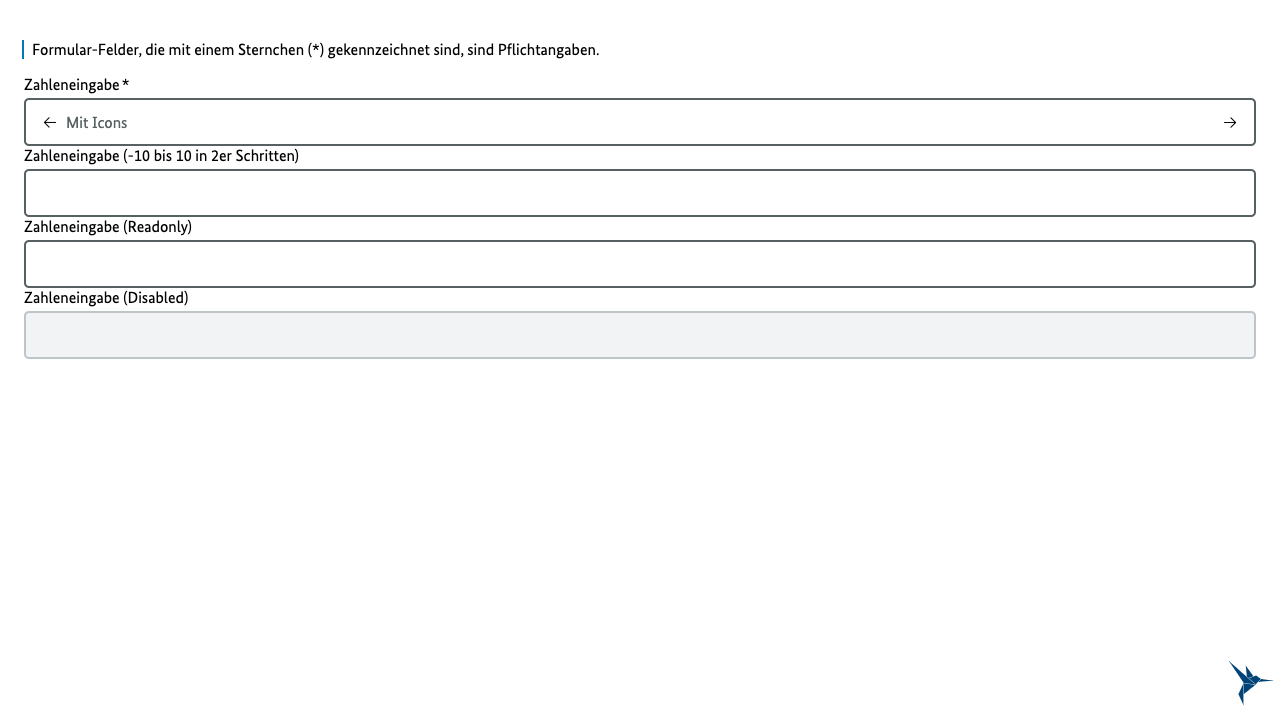 Formular-Felder, die mit einem Sternchen (*) gekennzeichnet sind, sind Pflichtangaben.
Zahleneingabe *
Mit Icons
Zahleneingabe (-10 bis 10 in 2er Schritten)
Zahleneingabe (Readonly)
Zahleneingabe (Disabled)